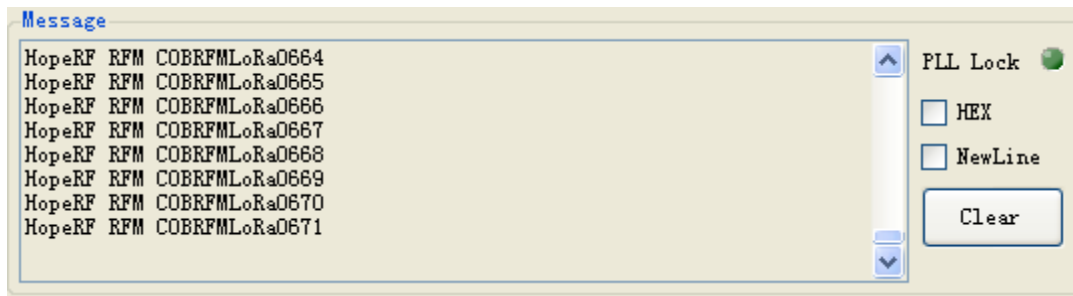 Message
HopeRF RFM COBRFMLoRa0664
HopeRF RFM COBRFMLoRa0665
HopeRF RFM COBRFMLoRa0666
HopeRF RFM COBRFMLoRa0667
HopeRF RFM COBRFMLoRa0668
HopeRF RFM COBRFMLoRa0669
HopeRF RFM COBRFMLoRa0670
HopeRF RFM COBRFMLoRa0671
PLL Lock
HEX
NewLine
Clear